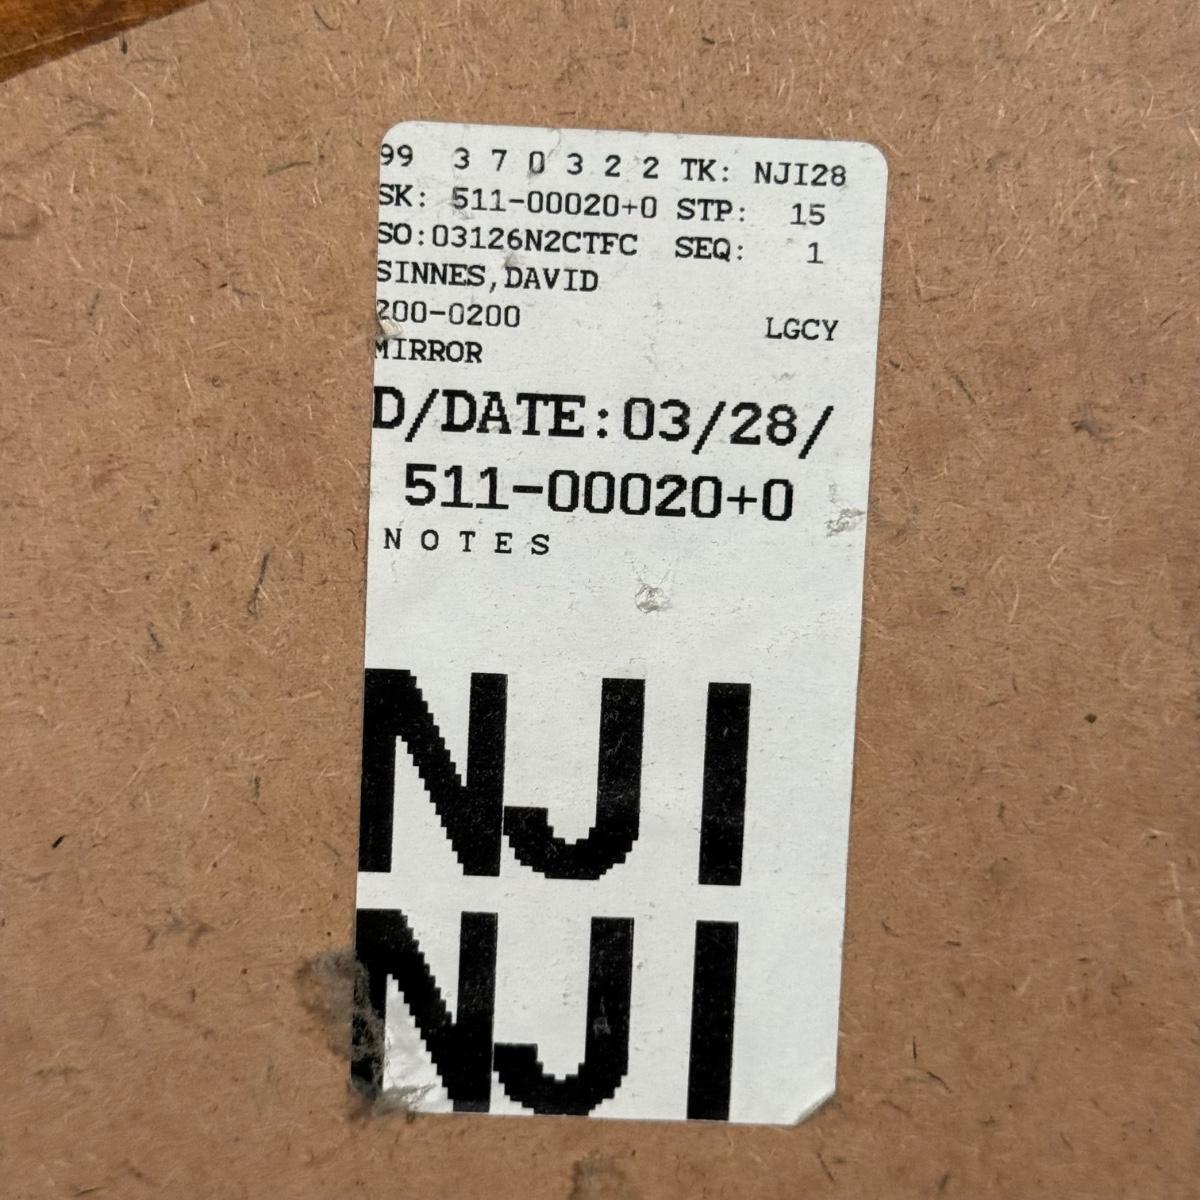 99 3 7 0 3 2 2 TK: NJI28
SK: 511-00020+0 STP: 15
SO:03126N2CTFC SEQ: 1
SINNES,DAVID
200-0200 LGCY
MIRROR
D/DATE:03/28/
511-00020+0
N O T E S
NJI
NJI